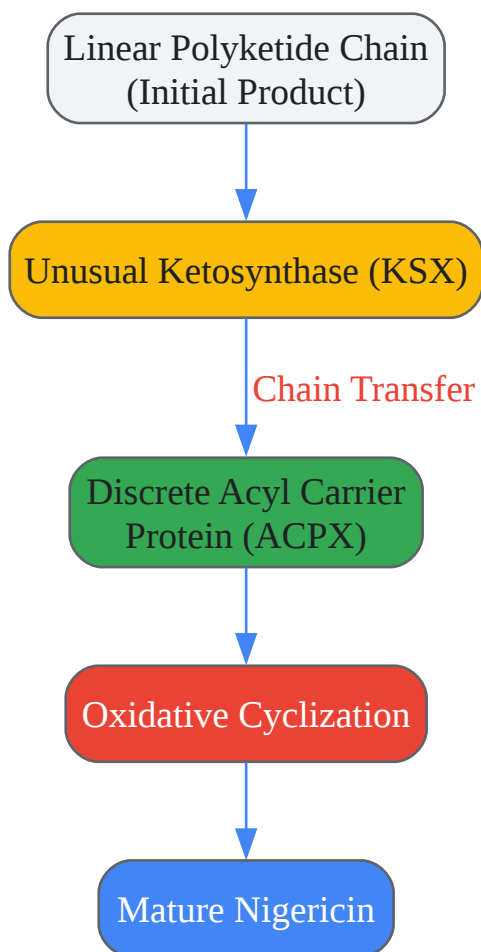 Linear Polyketide Chain
(Initial Product)
Unusual Ketosynthase (KSX)
Chain Transfer
Discrete Acyl Carrier
Protein (ACPX)
Oxidative Cyclization
Mature Nigericin